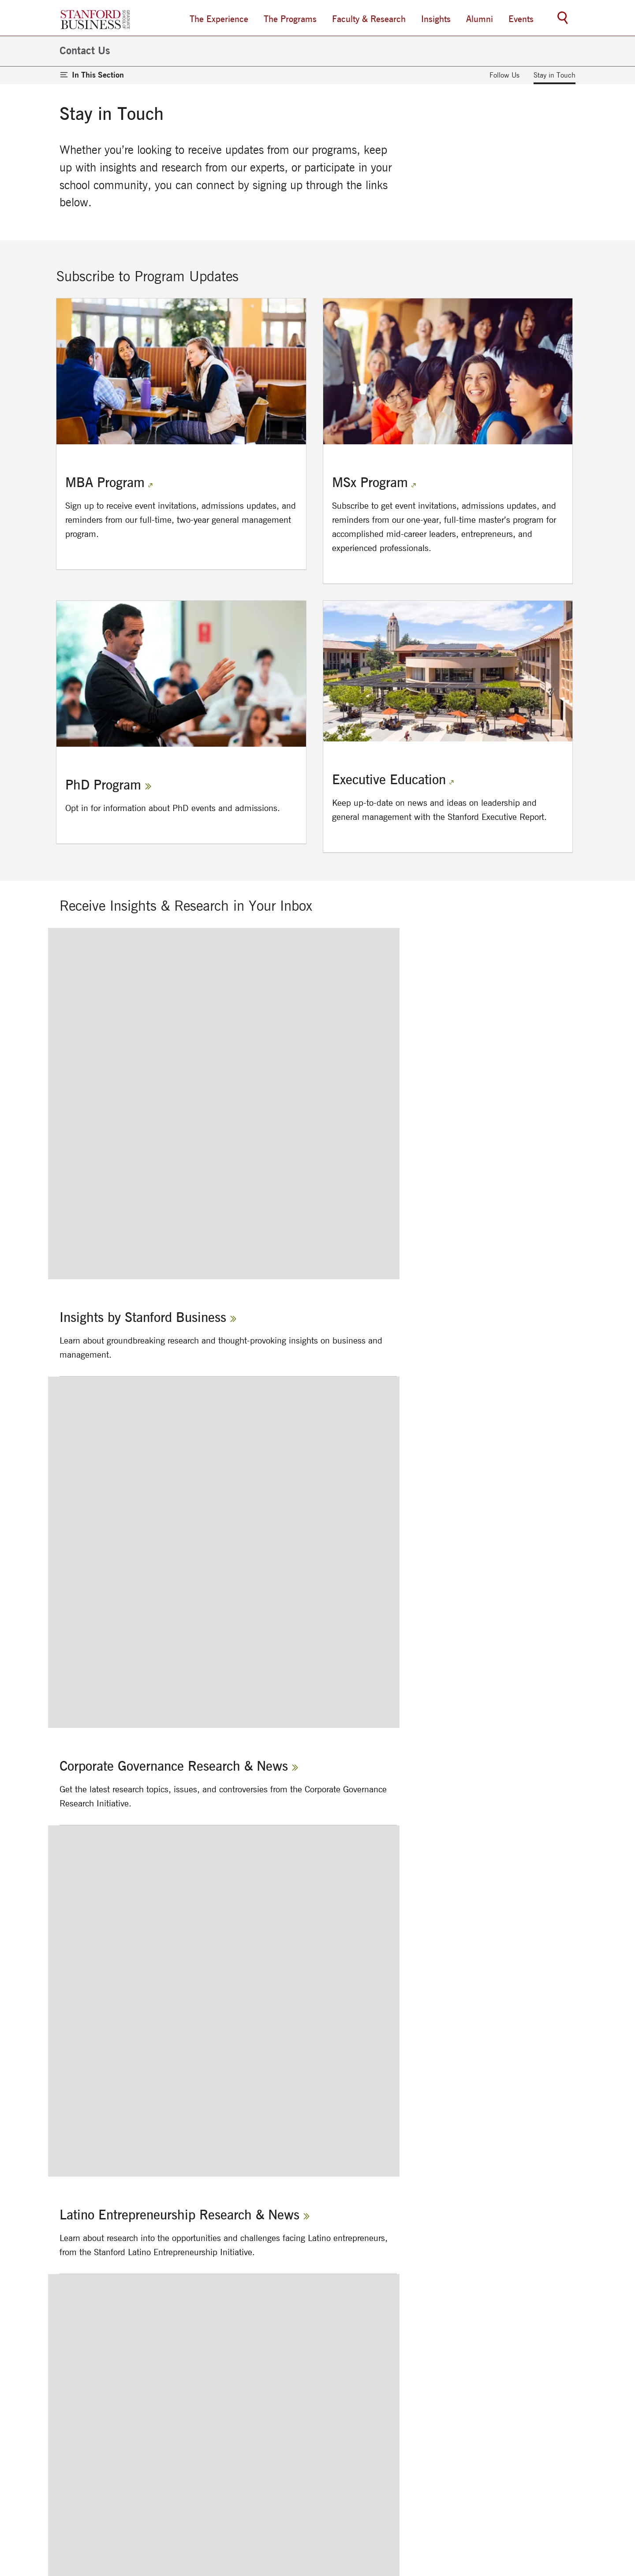 STANFORD
BUSINESS
The Experience
The Programs
Faculty & Research
Insights
Alumni
Events
Contact Us
In This Section
Follow Us
Stay in Touch
Stay in Touch
Whether you're looking to receive updates from our programs, keep
up with insights and research from our experts, or participate in your
school community, you can connect by signing up through the links
below.
Subscribe to Program Updates
MBA Program
Sign up to receive event invitations, admissions updates, and
reminders from our full-time, two-year general management
program.
MSx Program
Subscribe to get event invitations, admissions updates, and
reminders from our one-year, full-time master's program for
accomplished mid-career leaders, entrepreneurs, and
experienced professionals.
PhD Program
Opt in for information about PhD events and admissions.
Executive Education
Keep up-to-date on news and ideas on leadership and
general management with the Stanford Executive Report.
Receive Insights & Research in Your Inbox
Insights by Stanford Business
Learn about groundbreaking research and thought-provoking insights on business and
management.
Corporate Governance Research & News
Get the latest research topics, issues, and controversies from the Corporate Governance
Research Initiative.
Latino Entrepreneurship Research & News
Learn about research into the opportunities and challenges facing Latino entrepreneurs,
from the Stanford Latino Entrepreneurship Initiative.